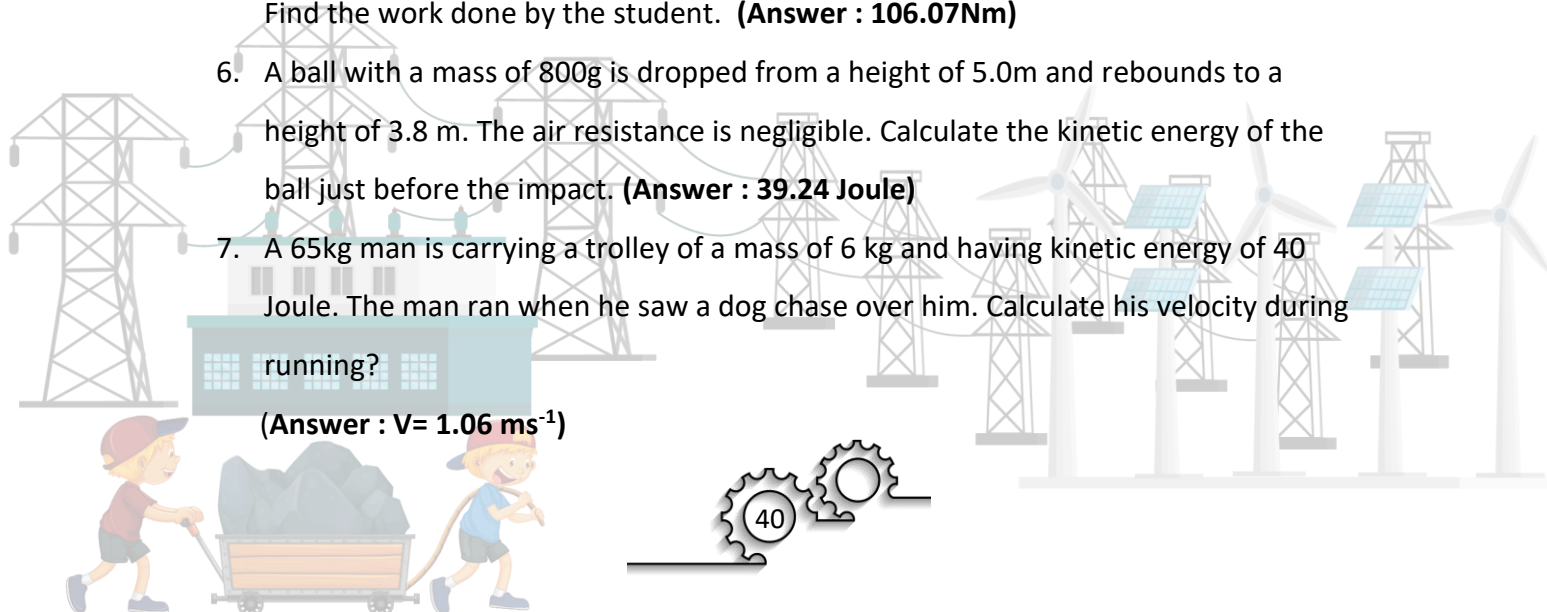 Find the work done by the student. (Answer : 106.07Nm)
6. A ball with a mass of 800g is dropped from a height of 5.0m and rebounds to a
height of 3.8 m. The air resistance is negligible. Calculate the kinetic energy of the
ball just before the impact. (Answer : 39.24 Joule)
7. A 65kg man is carrying a trolley of a mass of 6 kg and having kinetic energy of 40
Joule. The man ran when he saw a dog chase over him. Calculate his velocity during
running?
(Answer : V= 1.06 ms⁻¹)
40